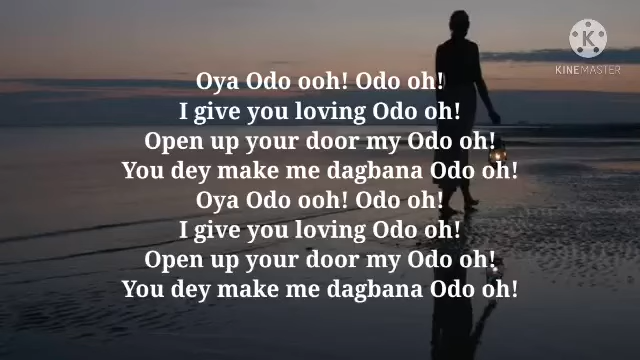 KINEMASTER
Oya Odo ooh! Odo oh!
I give you loving Odo oh!
Open up your door my Odo oh!
You dey make me dagbana Odo oh!
Oya Odo ooh! Odo oh!
I give you loving Odo oh!
Open up your door my Odo oh!
You dey make me dagbana Odo oh!